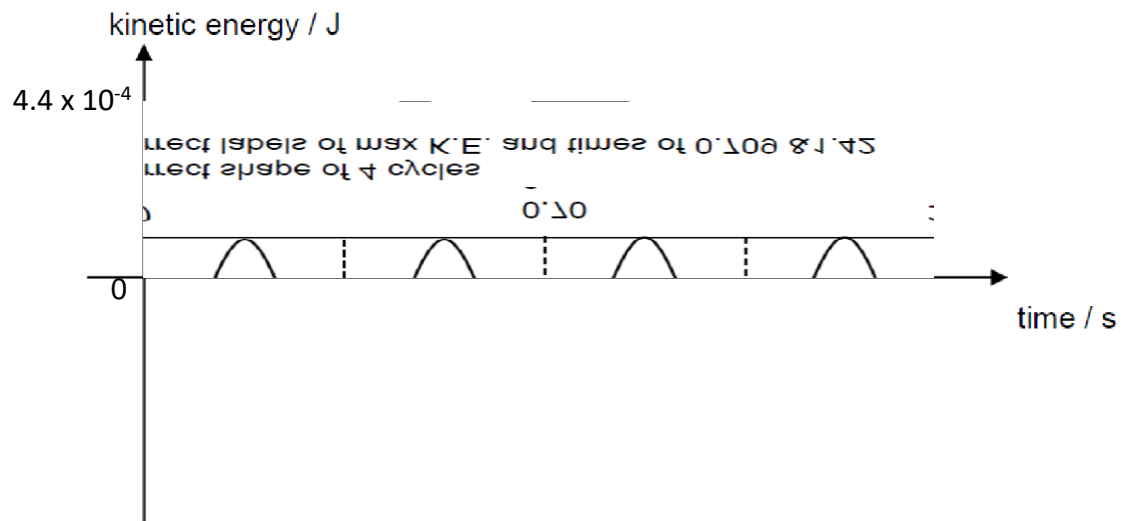 kinetic energy / J
4.4 x 10-4
rrect labels of max K.E. and times of 0.709 &1.42
rrect shape of 4 cycles
0.70
0
time / s